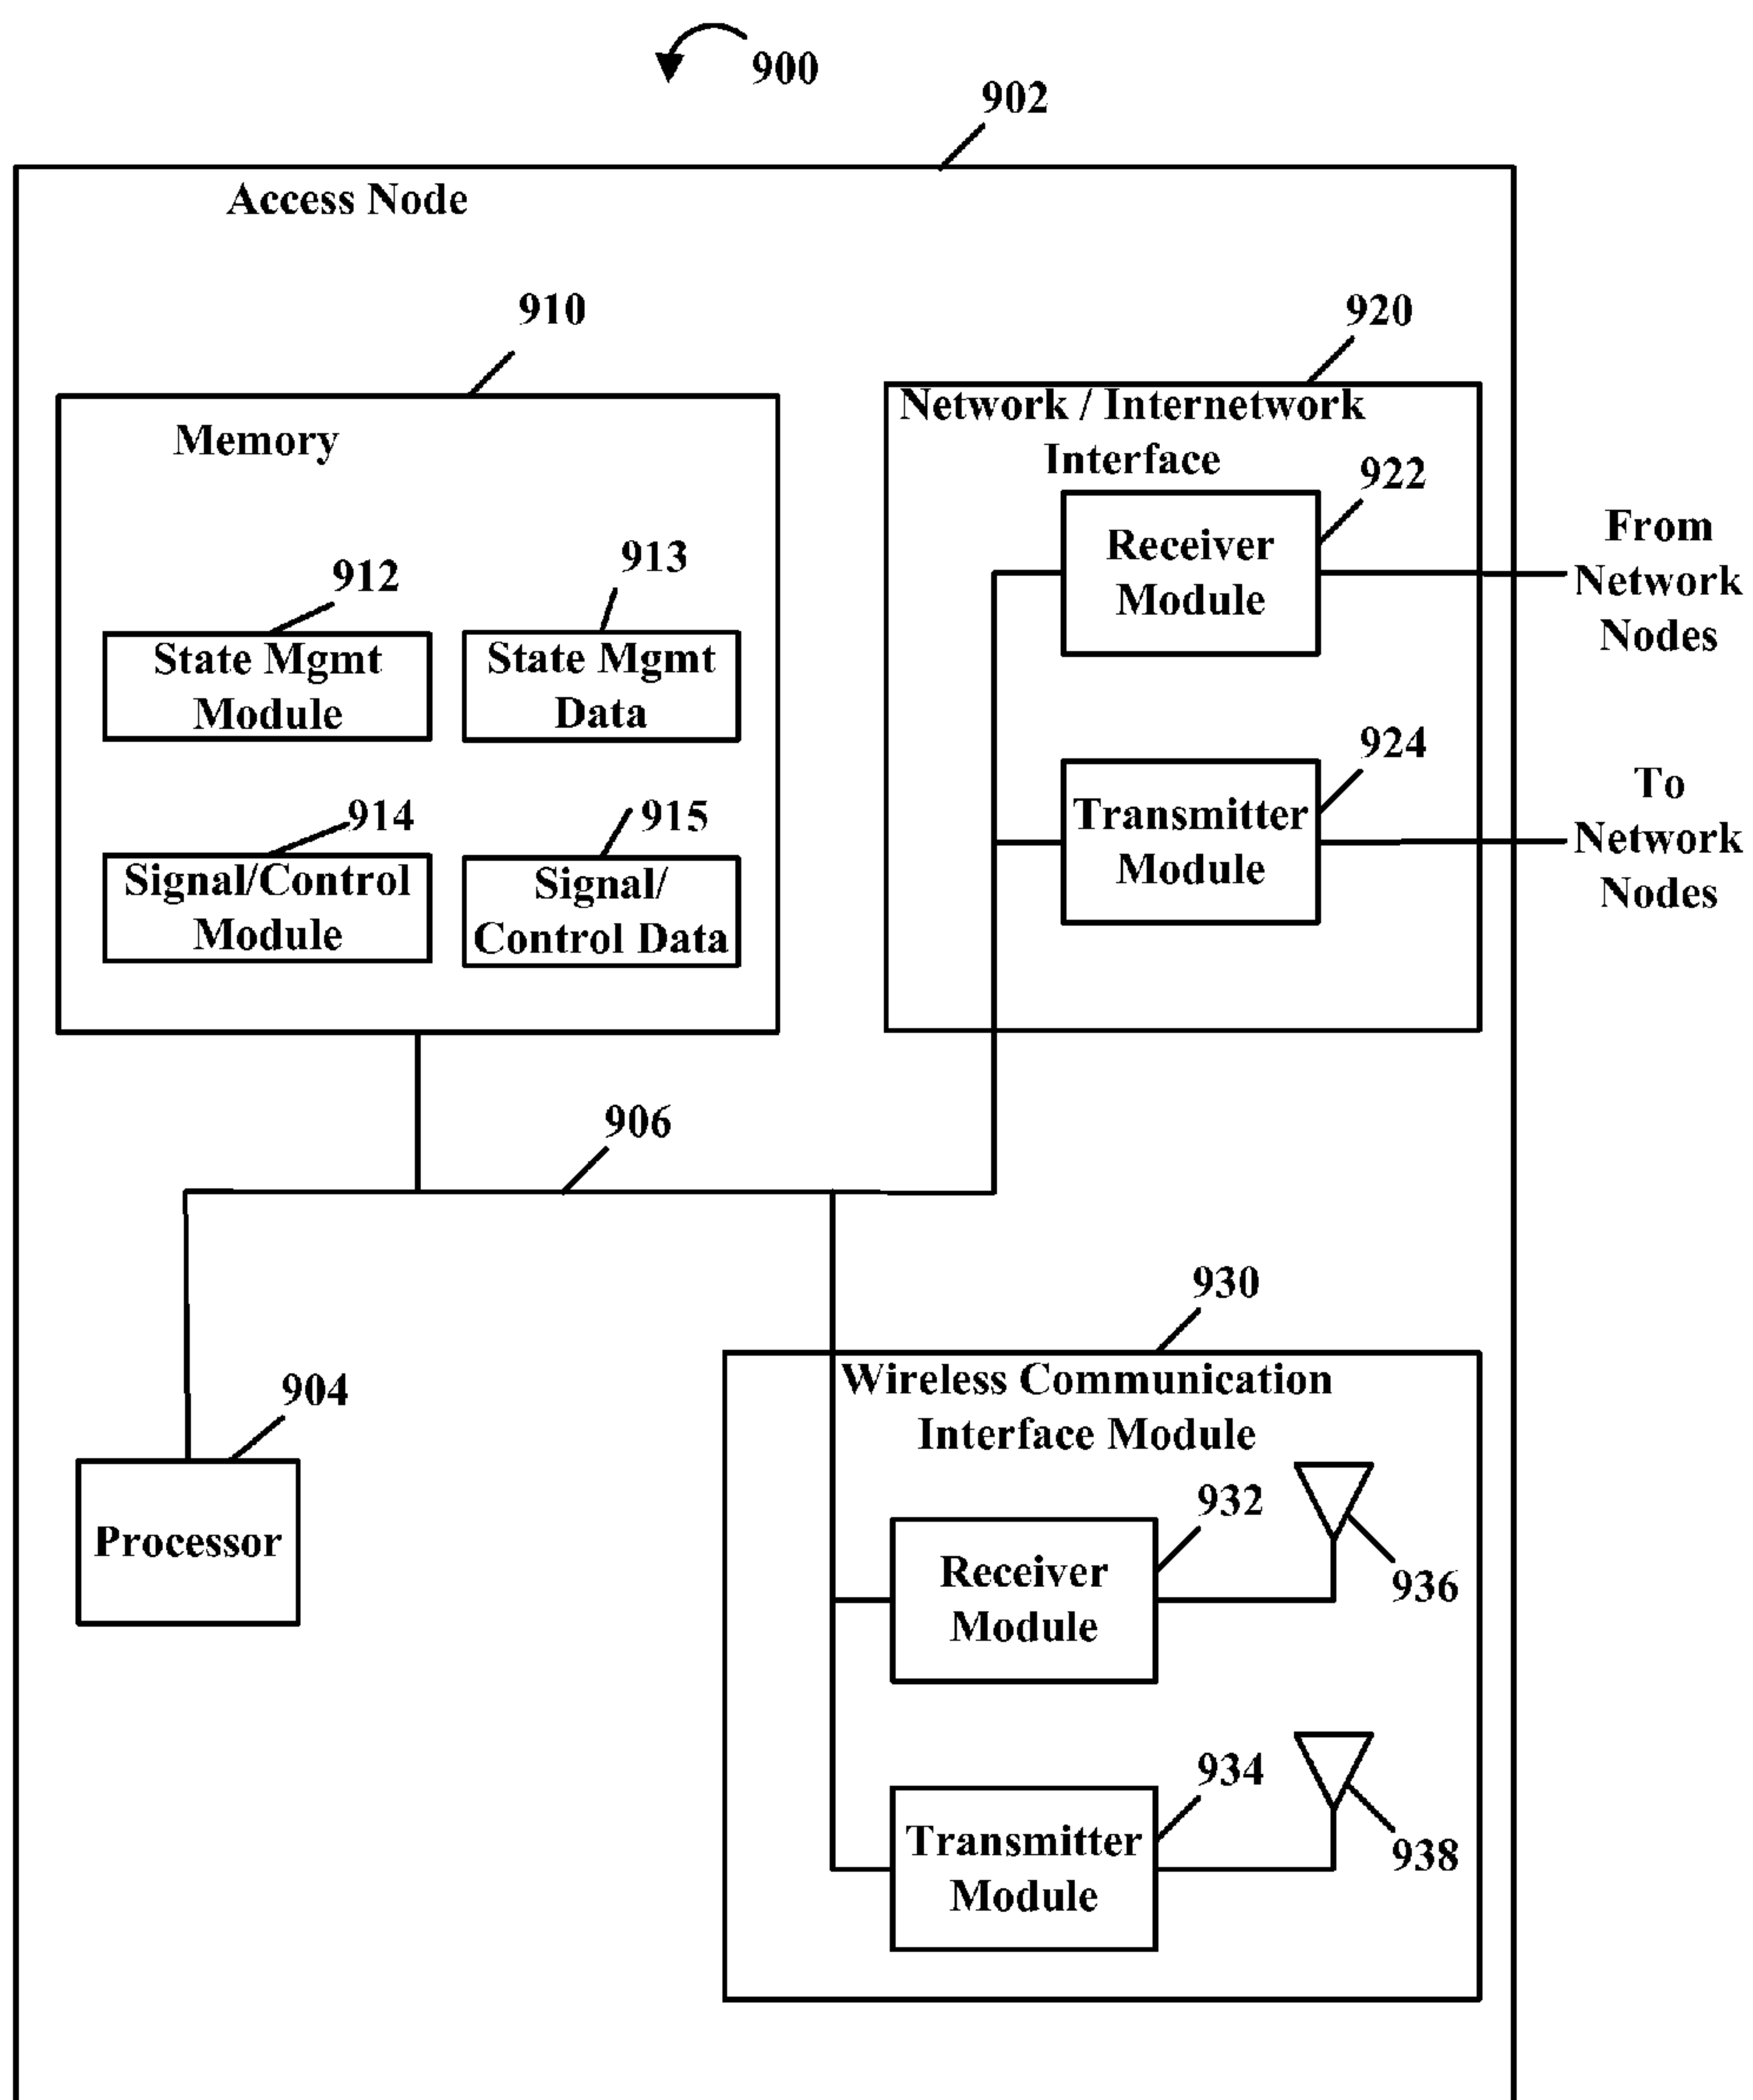 900
902
Access Node
910
920
Memory
Network / Internetwork
Interface
922
Receiver
Module
From
Network
Nodes
912
913
State Mgmt
Module
State Mgmt
Data
924
Transmitter
Module
To
Network
Nodes
914
915
Signal/Control
Module
Signal/
Control Data
906
930
Wireless Communication
Interface Module
904
Processor
932
Receiver
Module
936
934
Transmitter
Module
938